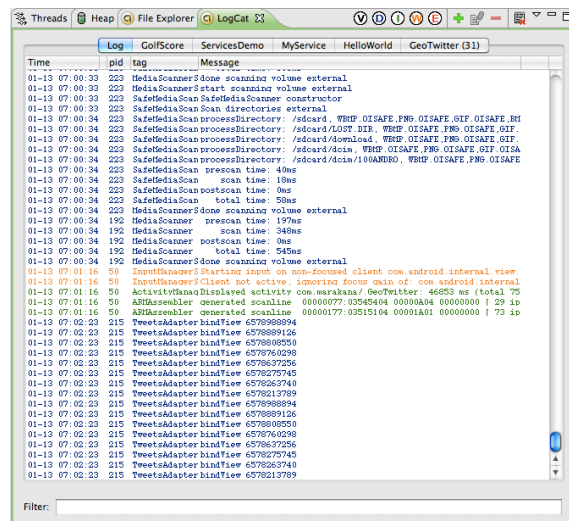 Threads Heap File Explorer LogCat V D I W E
Log GolfScore ServicesDemo MyService HelloWorld GeoTwitter (31)
Time pid tag Message
01-13 07:00:33 223 MediaScannerS done scanning volume external
01-13 07:00:33 223 MediaScannerS start scanning volume external
01-13 07:00:33 223 SafeMediaScan SafeMediaScanner constructor
01-13 07:00:33 223 SafeMediaScan Scan directories external
01-13 07:00:34 223 SafeMediaScan processDirectory: /sdcard, WBMP.OISAFE,PNG.OISAFE,GIF.OISAFE,BM
01-13 07:00:34 223 SafeMediaScan processDirectory: /sdcard/LOST.DIR, WBMP.OISAFE,PNG.OISAFE,GIF.
01-13 07:00:34 223 SafeMediaScan processDirectory: /sdcard/download, WBMP.OISAFE,PNG.OISAFE,GIF.
01-13 07:00:34 223 SafeMediaScan processDirectory: /sdcard/dcim, WBMP.OISAFE,PNG.OISAFE,GIF.OISA
01-13 07:00:34 223 SafeMediaScan processDirectory: /sdcard/dcim/100ANDRO, WBMP.OISAFE,PNG.OISAFE
01-13 07:00:34 223 SafeMediaScan prescan time: 40ms
01-13 07:00:34 223 SafeMediaScan scan time: 18ms
01-13 07:00:34 223 SafeMediaScan postscan time: 0ms
01-13 07:00:34 223 SafeMediaScan total time: 58ms
01-13 07:00:34 223 MediaScannerS done scanning volume external
01-13 07:00:34 192 MediaScanner prescan time: 197ms
01-13 07:00:34 192 MediaScanner scan time: 348ms
01-13 07:00:34 192 MediaScanner postscan time: 0ms
01-13 07:00:34 192 MediaScanner total time: 545ms
01-13 07:00:34 192 MediaScannerS done scanning volume external
01-13 07:01:16 50 InputManagerS Starting input on non-focused client com.android.internal.view.
01-13 07:01:16 50 InputManagerS Client not active, ignoring focus gain of: com.android.internal
01-13 07:01:16 50 ActivityManag Displayed activity com.marakana/.GeoTwitter: 46853 ms (total 75
01-13 07:01:16 50 ARMAssembler generated scanline 00000077:03545404 00000A04 00000000 [ 29 ip
01-13 07:01:16 50 ARMAssembler generated scanline 00000177:03515104 00001A01 00000000 [ 73 ip
01-13 07:02:23 215 TweetsAdapter bindView 6578988894
01-13 07:02:23 215 TweetsAdapter bindView 6578889126
01-13 07:02:23 215 TweetsAdapter bindView 6578808550
01-13 07:02:23 215 TweetsAdapter bindView 6578760298
01-13 07:02:23 215 TweetsAdapter bindView 6578637256
01-13 07:02:23 215 TweetsAdapter bindView 6578275745
01-13 07:02:23 215 TweetsAdapter bindView 6578263740
01-13 07:02:23 215 TweetsAdapter bindView 6578213789
01-13 07:02:23 215 TweetsAdapter bindView 6578988894
01-13 07:02:23 215 TweetsAdapter bindView 6578889126
01-13 07:02:23 215 TweetsAdapter bindView 6578808550
01-13 07:02:23 215 TweetsAdapter bindView 6578760298
01-13 07:02:23 215 TweetsAdapter bindView 6578637256
01-13 07:02:23 215 TweetsAdapter bindView 6578275745
01-13 07:02:23 215 TweetsAdapter bindView 6578263740
01-13 07:02:23 215 TweetsAdapter bindView 6578213789
Filter: